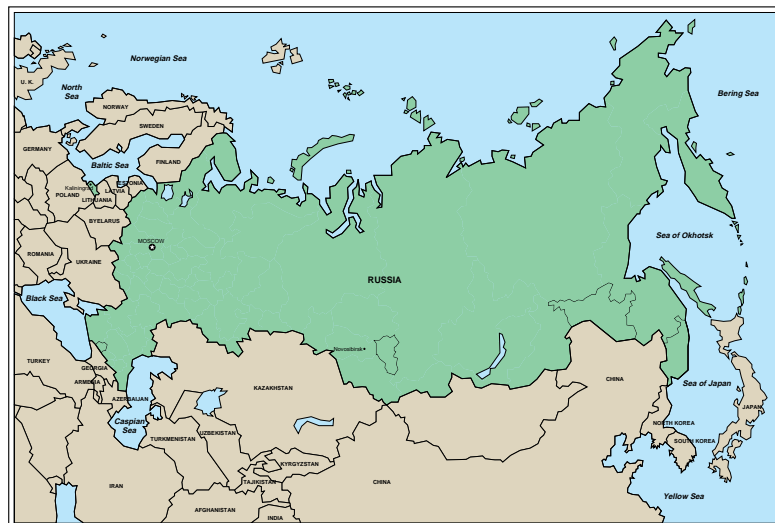 Norwegian Sea
U. K.
North
Sea
Bering Sea
NORWAY
SWEDEN
GERMANY
Baltic Sea
FINLAND
ESTONIA
Kaliningrad
LATVIA
POLAND
LITHUANIA
BYELARUS
Sea of Okhotsk
MOSCOW
ROMANIA
UKRAINE
RUSSIA
Black Sea
Novosibirsk
TURKEY
GEORGIA
ARMENIA
AZERBAIJAN
KAZAKHSTAN
CHINA
Sea of Japan
JAPAN
Caspian
Sea
NORTH KOREA
UZBEKISTAN
TURKMENISTAN
SOUTH KOREA
KYRGYZSTAN
IRAN
TAJIKISTAN
CHINA
Yellow Sea
AFGHANISTAN
INDIA